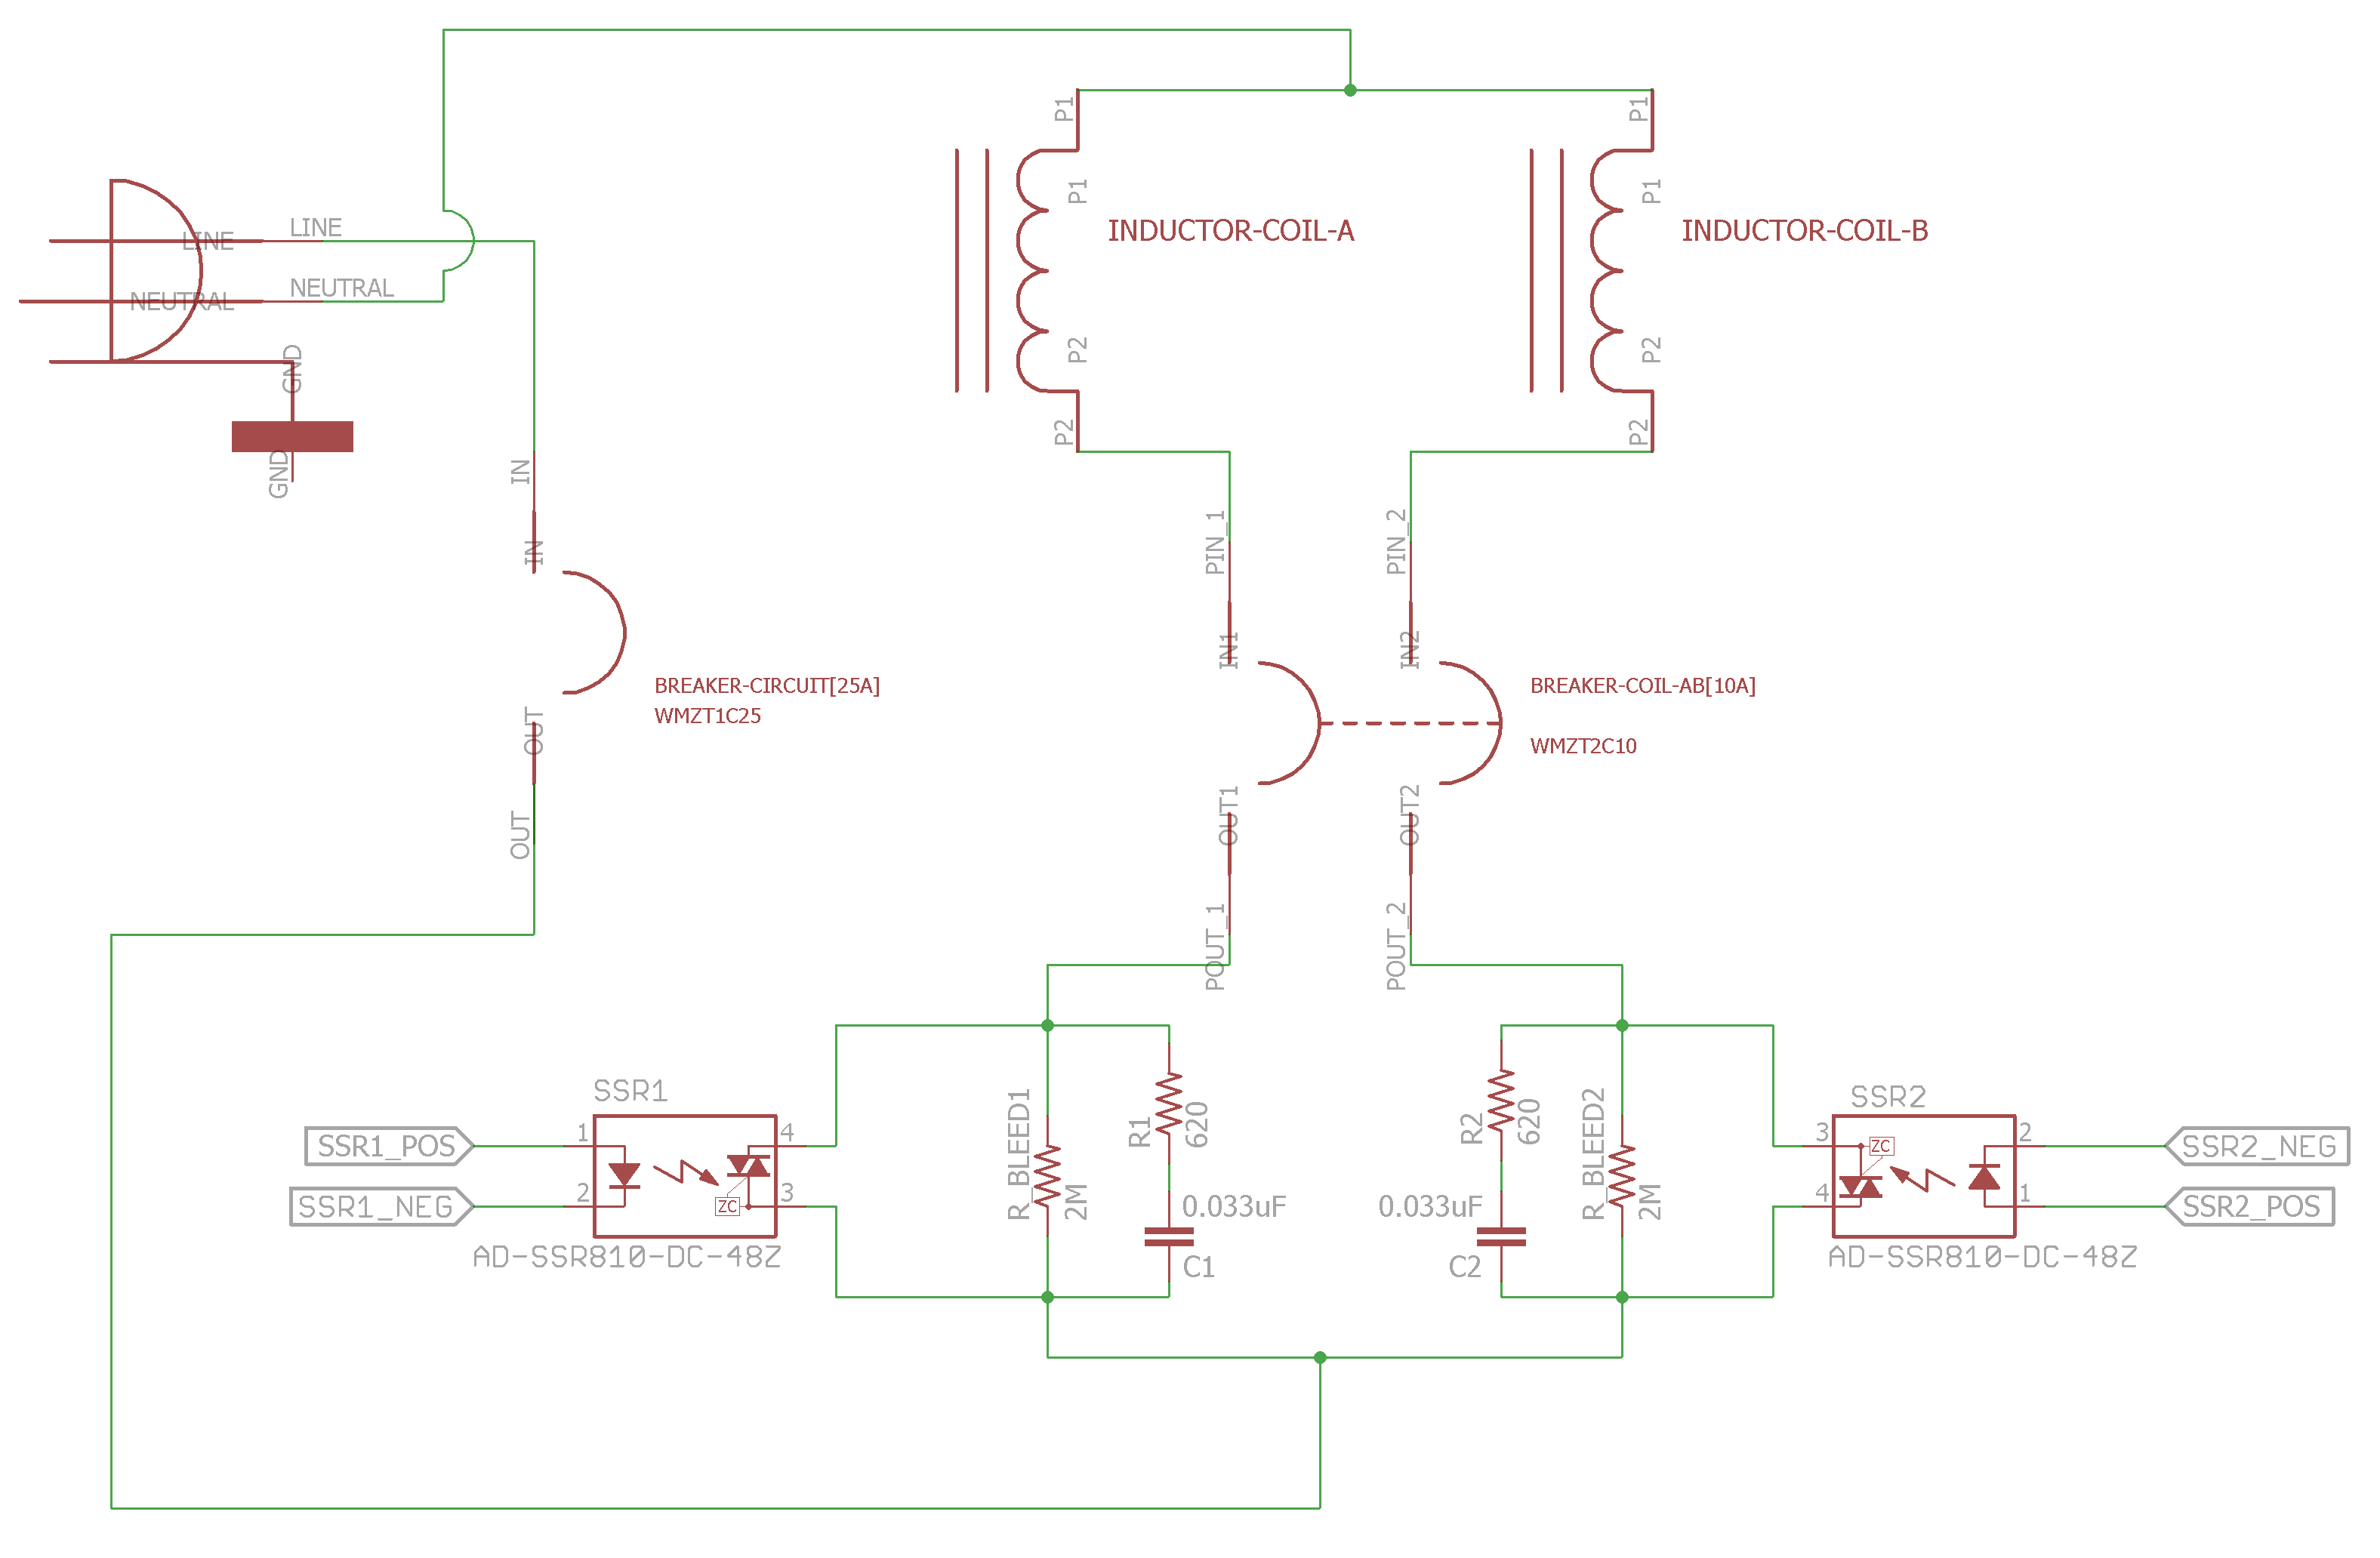 P1
P1
LINE
LINE
P1
P1
INDUCTOR-COIL-A
INDUCTOR-COIL-B
NEUTRAL
NEUTRAL
GND
P2
P2
P2
P2
GND
IN
IN
PIN_1
PIN_2
IN1
IN2
BREAKER-CIRCUIT[25A]
WMZT1C25
BREAKER-COIL-AB[10A]
WMZT2C10
OUT
OUT
OUT1
OUT2
POUT_1
POUT_2
SSR1
SSR2
SSR1_POS
1
4
R_BLEED1
2M
R1
620
R2
620
R_BLEED2
2M
3
ZC
2
SSR2_NEG
SSR1_NEG
2
ZC
3
0.033uF
0.033uF
4
1
SSR2_POS
AD-SSR810-DC-48Z
C1
C2
AD-SSR810-DC-48Z